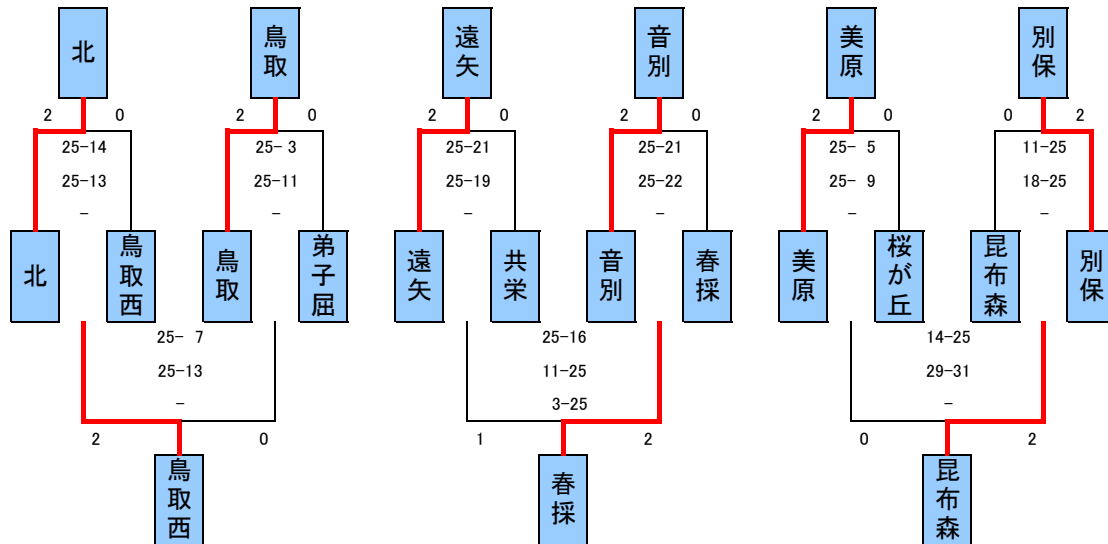 北 鳥取 遠矢 音別 美原 別保
2 0 2 0 2 0 2 0 2 0 0 2
25-14 25- 3 25-21 25-21 25- 5 11-25
25-13 25-11 25-19 25-22 25- 9 18-25
- - - - - -
北 鳥取西 鳥取 弟子屈 遠矢 共栄 音別 春採 美原 桜が丘 昆布森 別保
25- 7 25-16 14-25
25-13 11-25 29-31
- 3-25 -
2 0 1 2 0 2
鳥取西 春採 昆布森